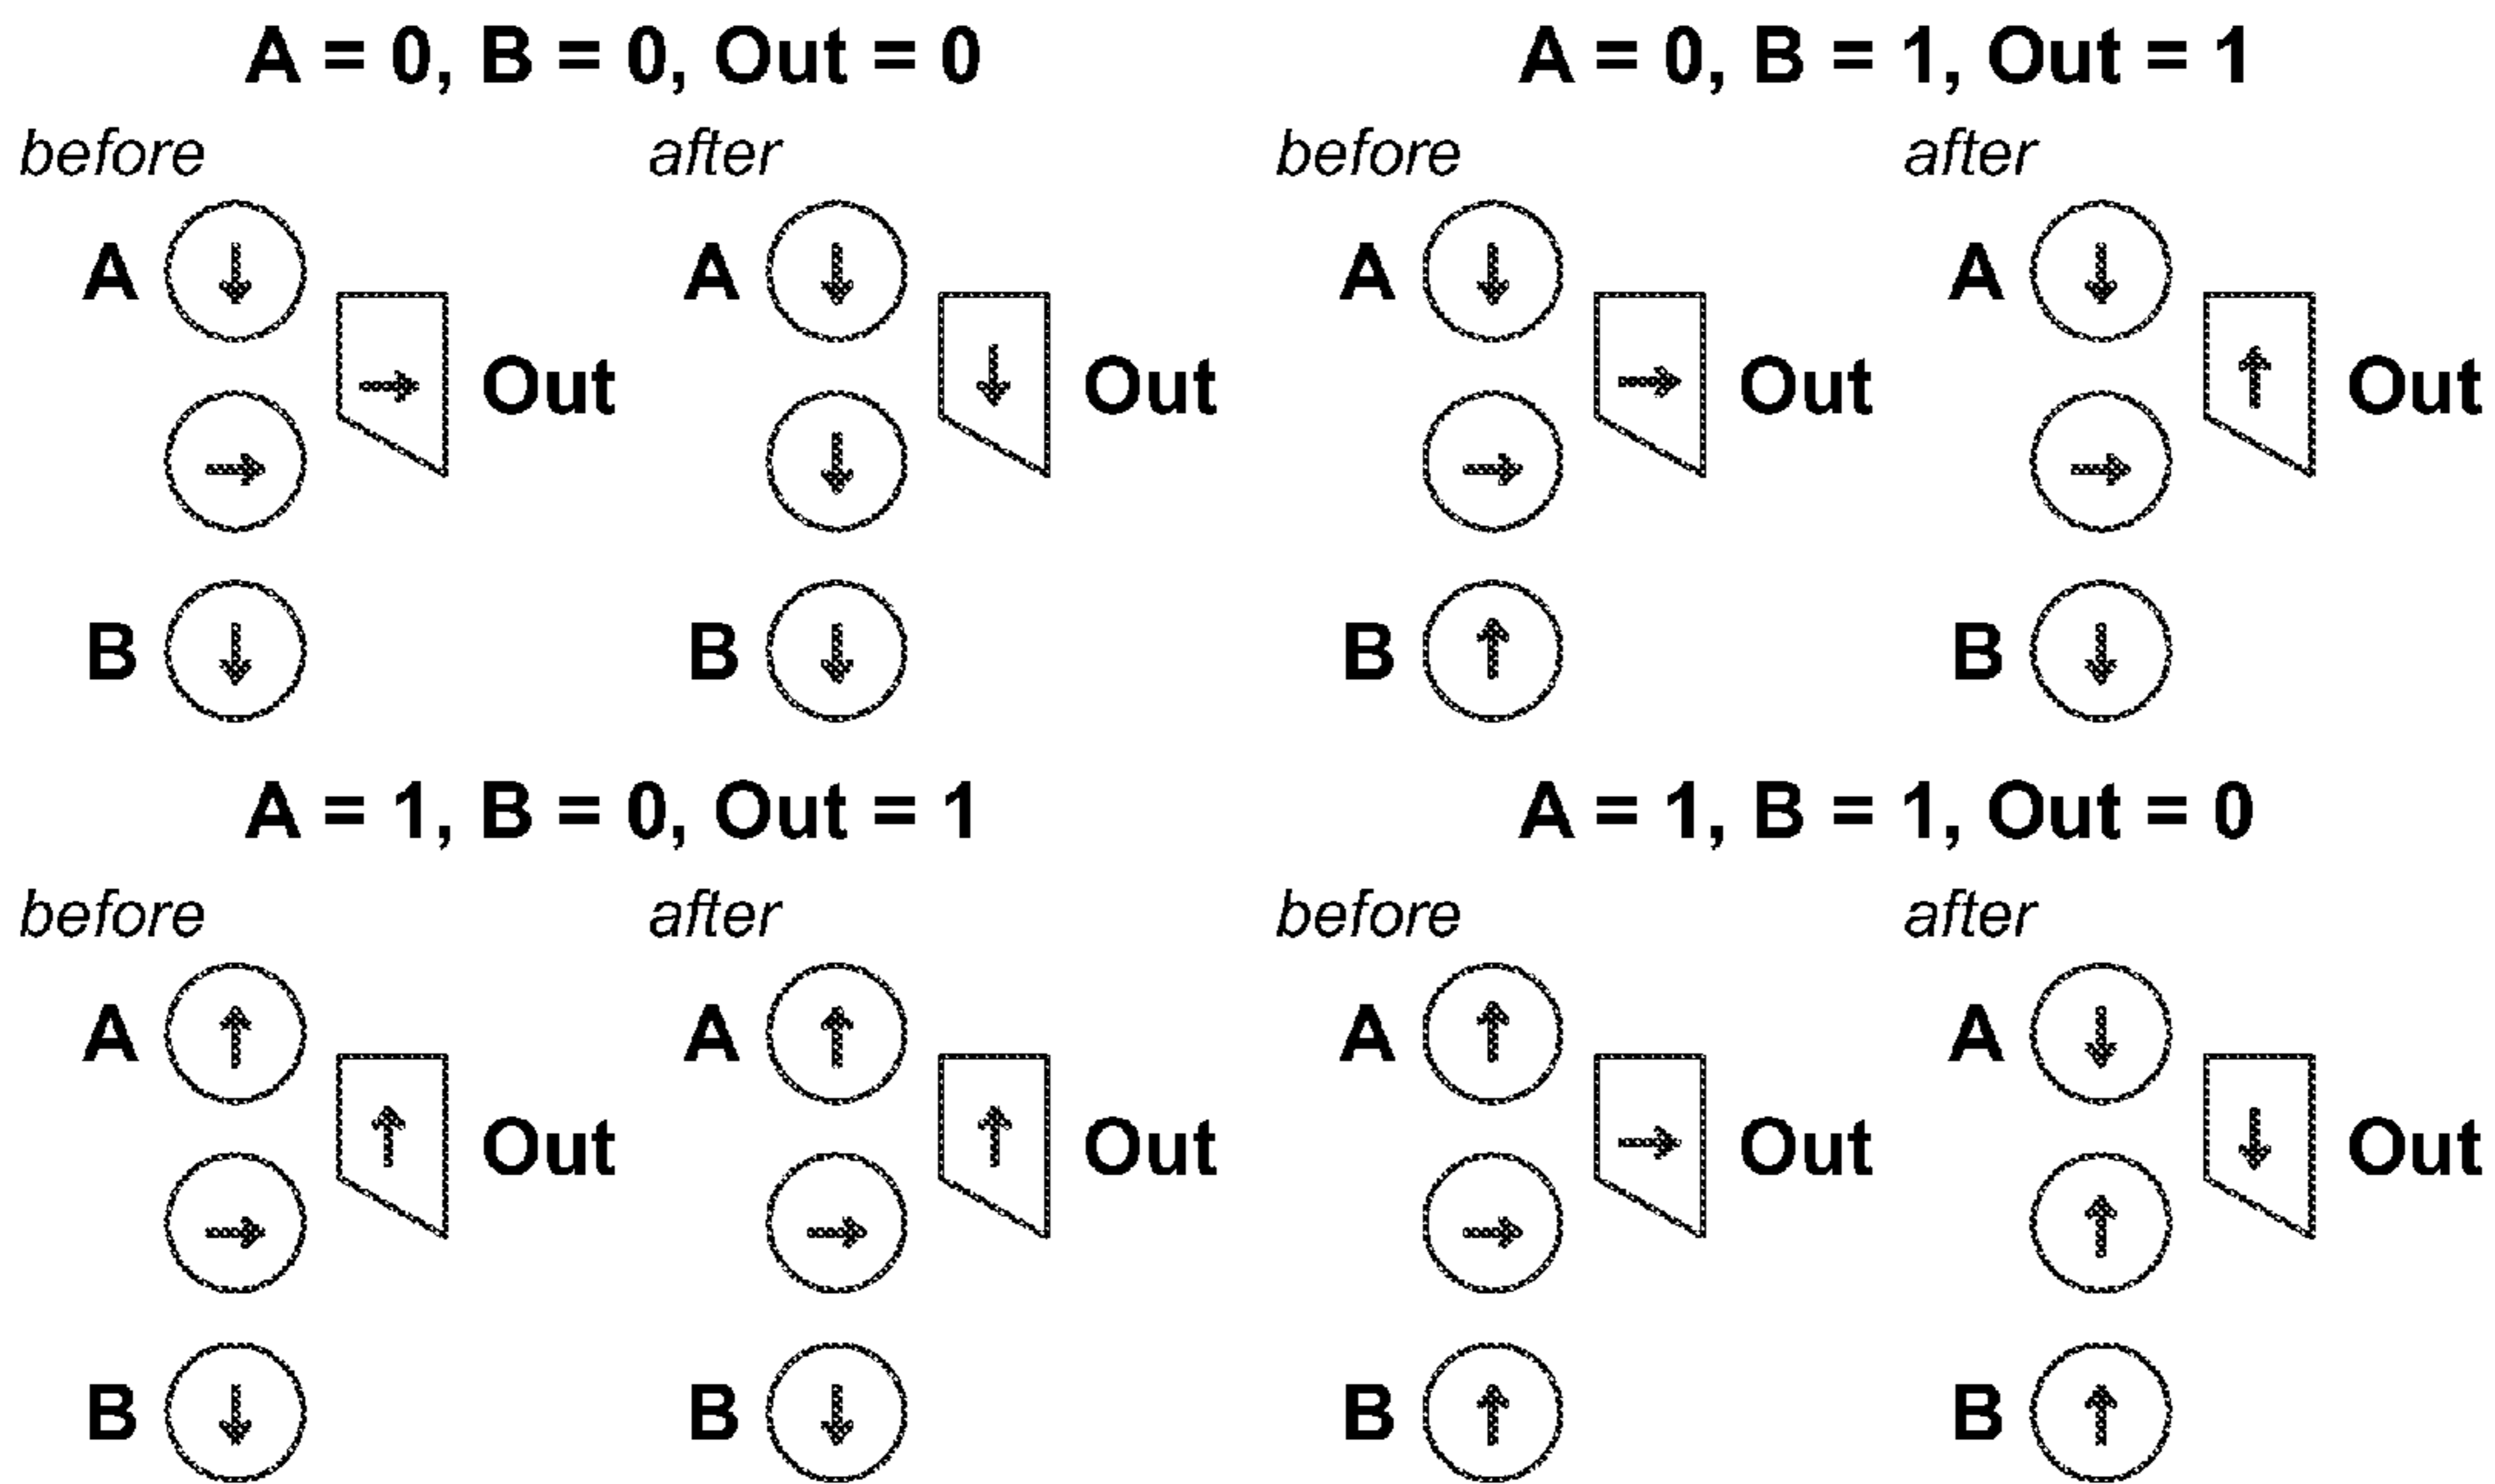 A = 0, B = 0, Out = 0
before after
A A
Out Out
B B
A = 0, B = 1, Out = 1
before after
A A
Out Out
B B
A = 1, B = 0, Out = 1
before after
A A
Out Out
B B
A = 1, B = 1, Out = 0
before after
A A
Out Out
B B